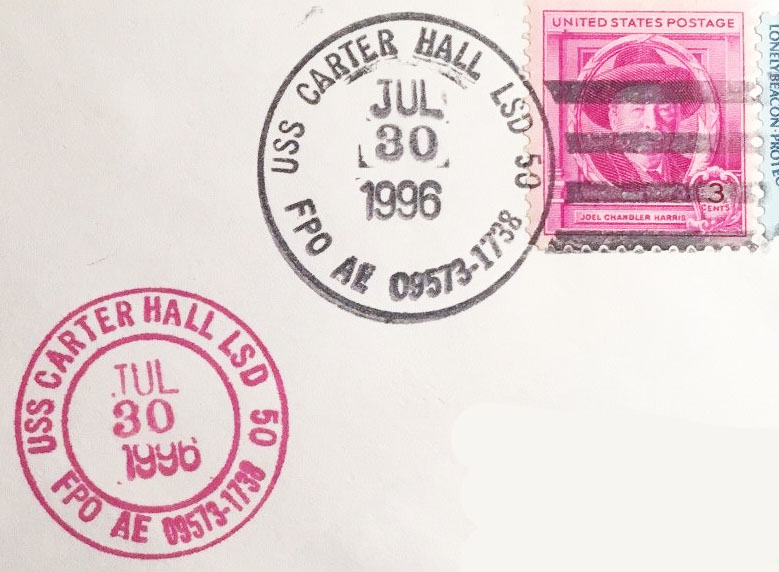 USS CARTER HALL LSD 50
JUL
30
1996
FPO AE 09573-1738
UNITED STATES POSTAGE
3
CENTS
JOEL CHANDLER HARRIS
LONELY BEACON PROTEC
USS CARTER HALL LSD 50
JUL
30
1996
FPO AE 09573-1738